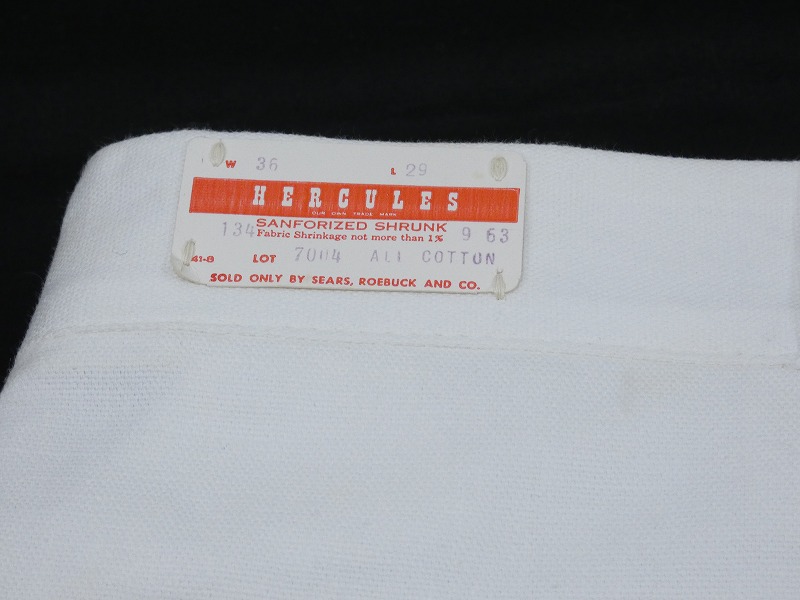 W 36 L 29
HERCULES
OUR OWN TRADE MARK
SANFORIZED SHRUNK
134 Fabric Shrinkage not more than 1% 9 63
41-8 LOT 7004 ALL COTTON
SOLD ONLY BY SEARS, ROEBUCK AND CO.